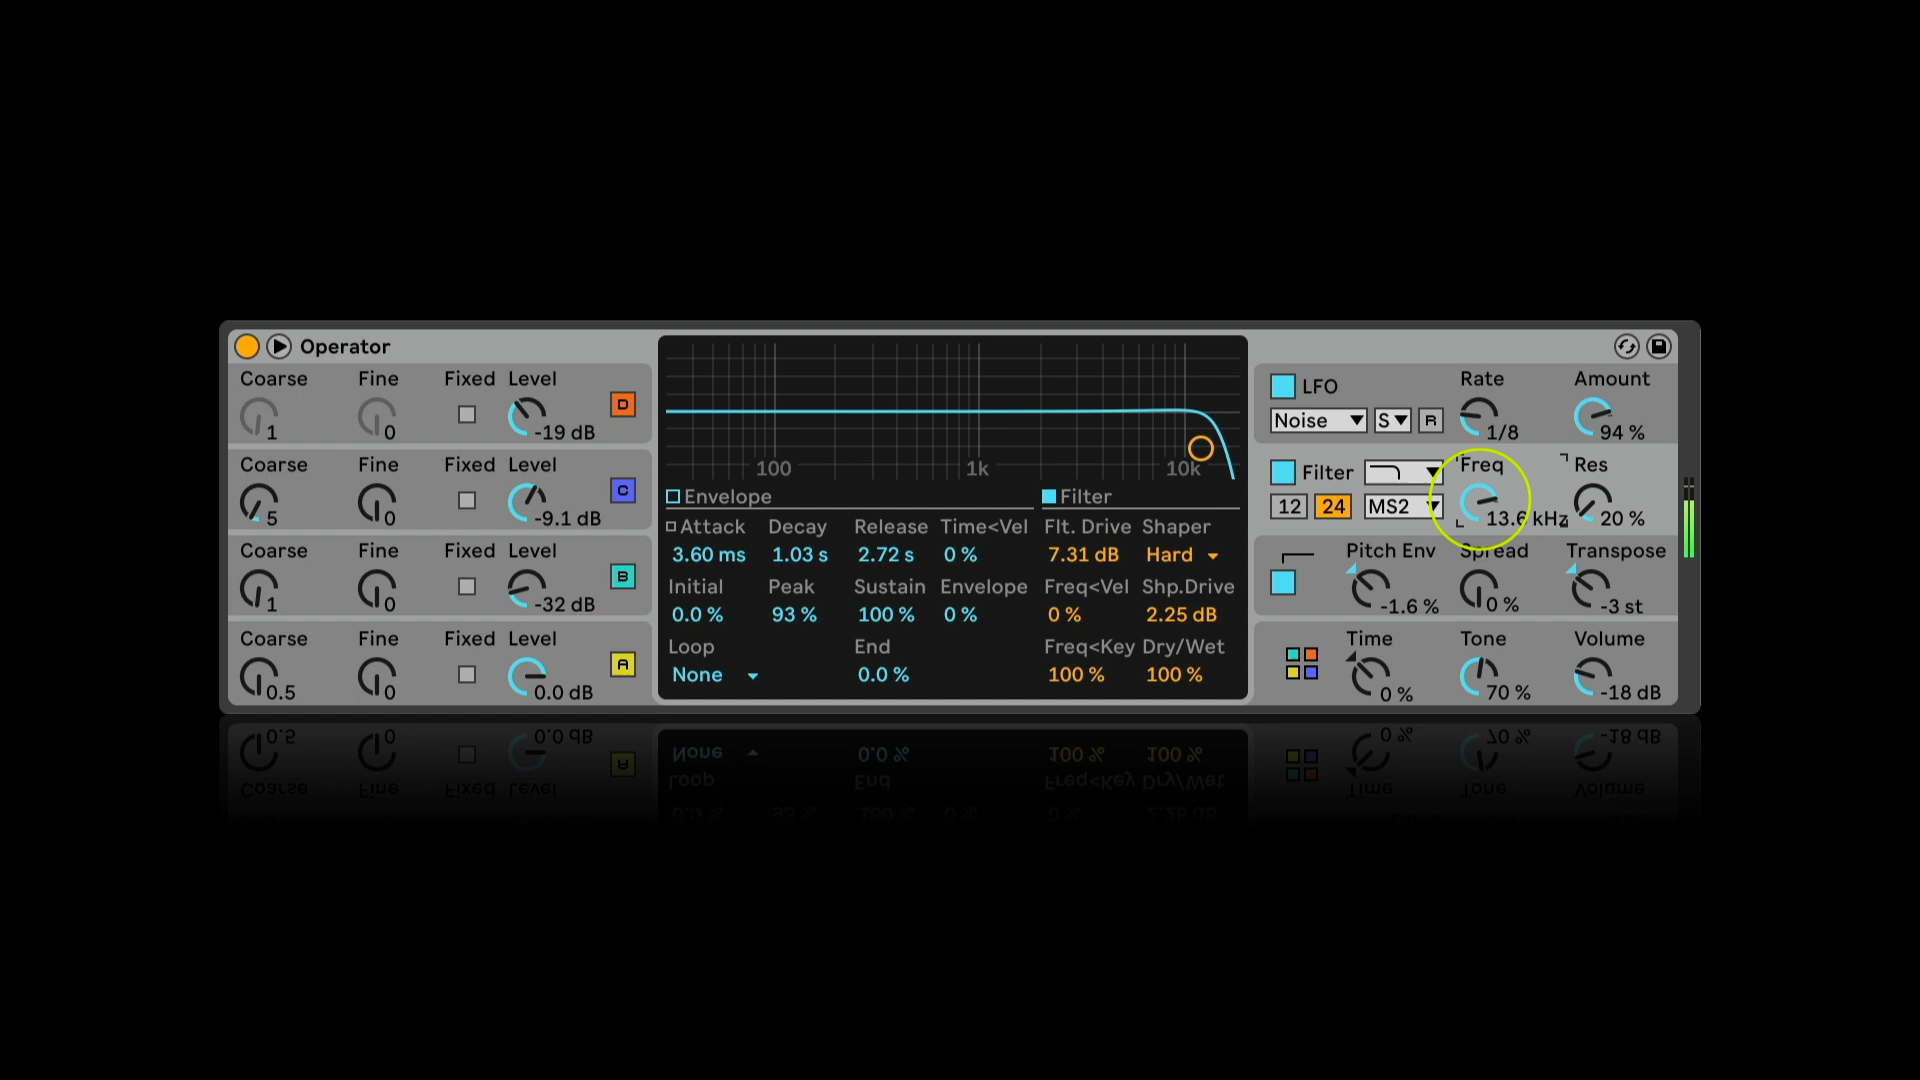 Operator
Coarse Fine Fixed Level
1 0 -19 dB D
Coarse Fine Fixed Level
5 0 -9.1 dB C
Coarse Fine Fixed Level
1 0 -32 dB B
Coarse Fine Fixed Level
0.5 0 0.0 dB A
100 1k 10k
Envelope Filter
Attack Decay Release Time<Vel Flt. Drive Shaper
3.60 ms 1.03 s 2.72 s 0 % 7.31 dB Hard
Initial Peak Sustain Envelope Freq<Vel Shp.Drive
0.0 % 93 % 100 % 0 % 0 % 2.25 dB
Loop End Freq<Key Dry/Wet
None 0.0 % 100 % 100 %
LFO Rate Amount
Noise S R 1/8 94 %
Filter Freq Res
12 24 MS2 13.6 kHz 20 %
Pitch Env Spread Transpose
-1.6 % 0 % -3 st
Time Tone Volume
0 % 70 % -18 dB